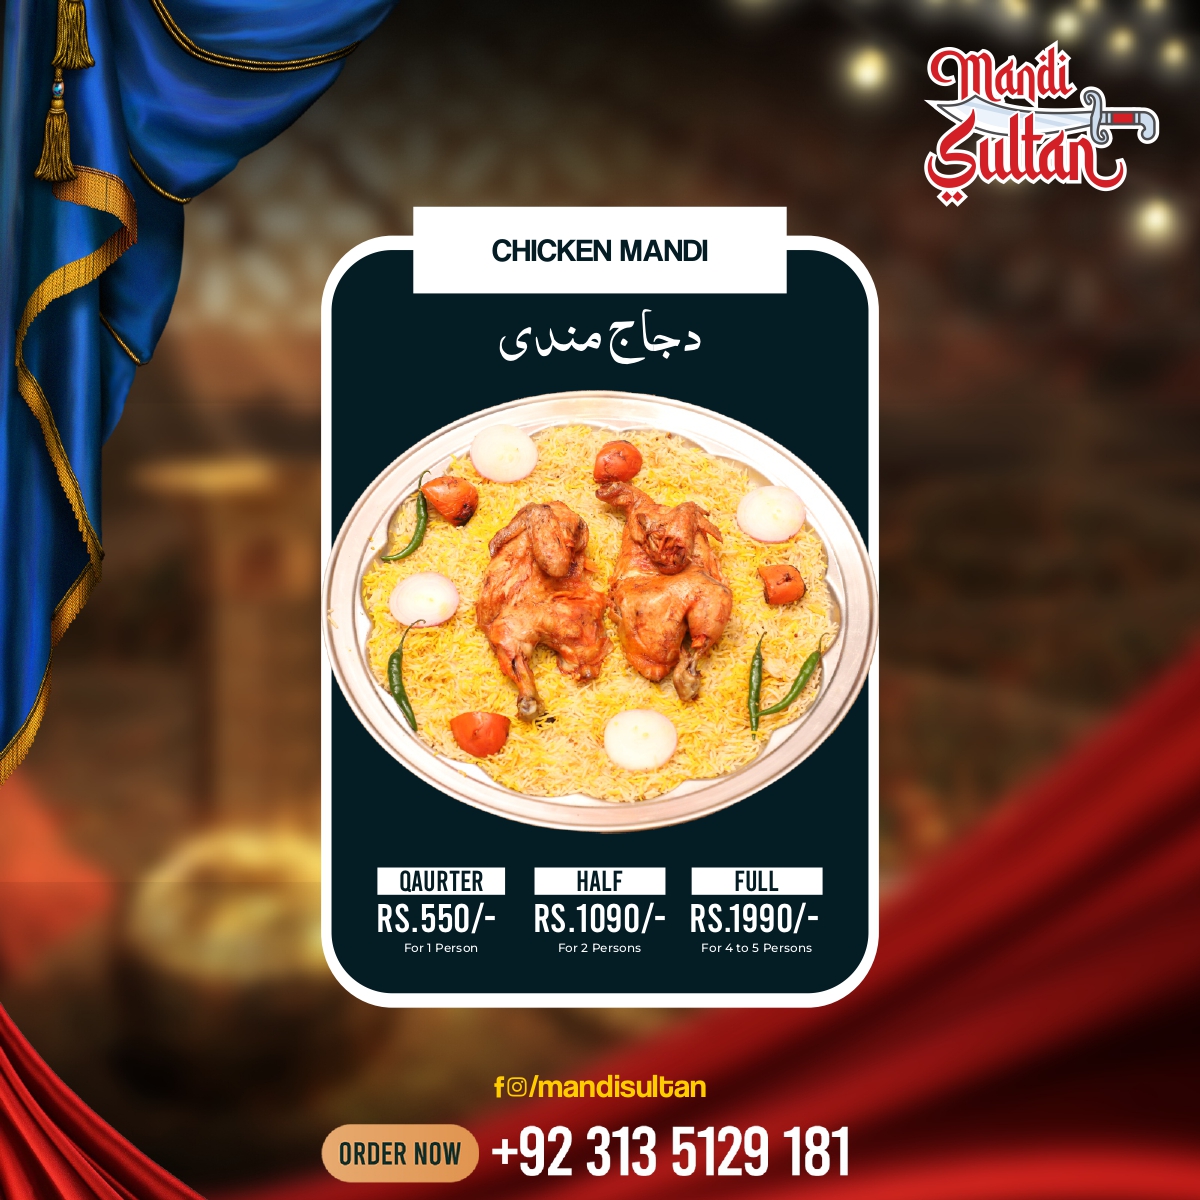 Mandi
Sultan
CHICKEN MANDI
دجاج مندی
QAURTER HALF FULL
RS.550/- RS.1090/- RS.1990/-
For 1 Person For 2 Persons For 4 to 5 Persons
/mandisultan
ORDER NOW +92 313 5129 181